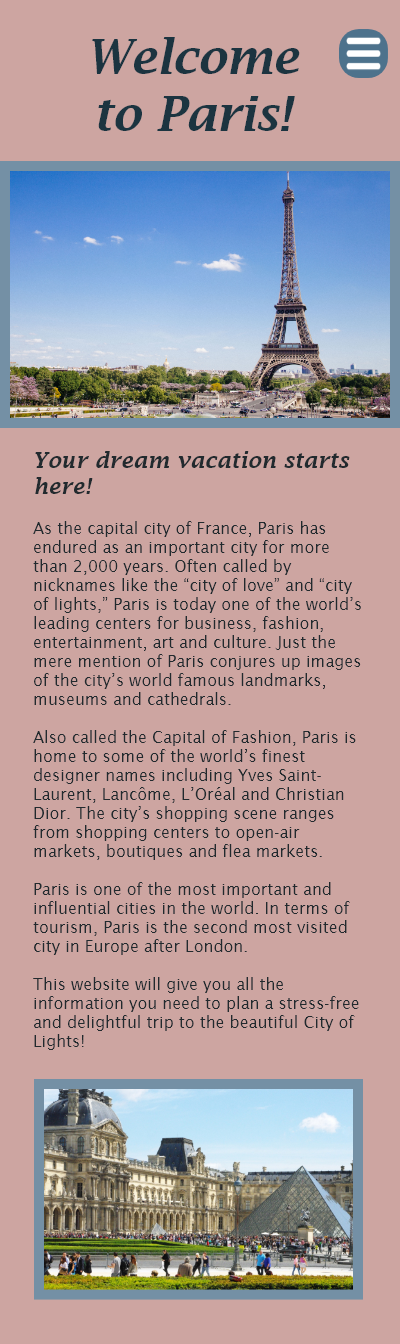 Welcome
to Paris!
Your dream vacation starts
here!
As the capital city of France, Paris has
endured as an important city for more
than 2,000 years. Often called by
nicknames like the “city of love” and “city
of lights,” Paris is today one of the world’s
leading centers for business, fashion,
entertainment, art and culture. Just the
mere mention of Paris conjures up images
of the city’s world famous landmarks,
museums and cathedrals.
Also called the Capital of Fashion, Paris is
home to some of the world’s finest
designer names including Yves Saint-
Laurent, Lancôme, L’Oréal and Christian
Dior. The city’s shopping scene ranges
from shopping centers to open-air
markets, boutiques and flea markets.
Paris is one of the most important and
influential cities in the world. In terms of
tourism, Paris is the second most visited
city in Europe after London.
This website will give you all the
information you need to plan a stress-free
and delightful trip to the beautiful City of
Lights!